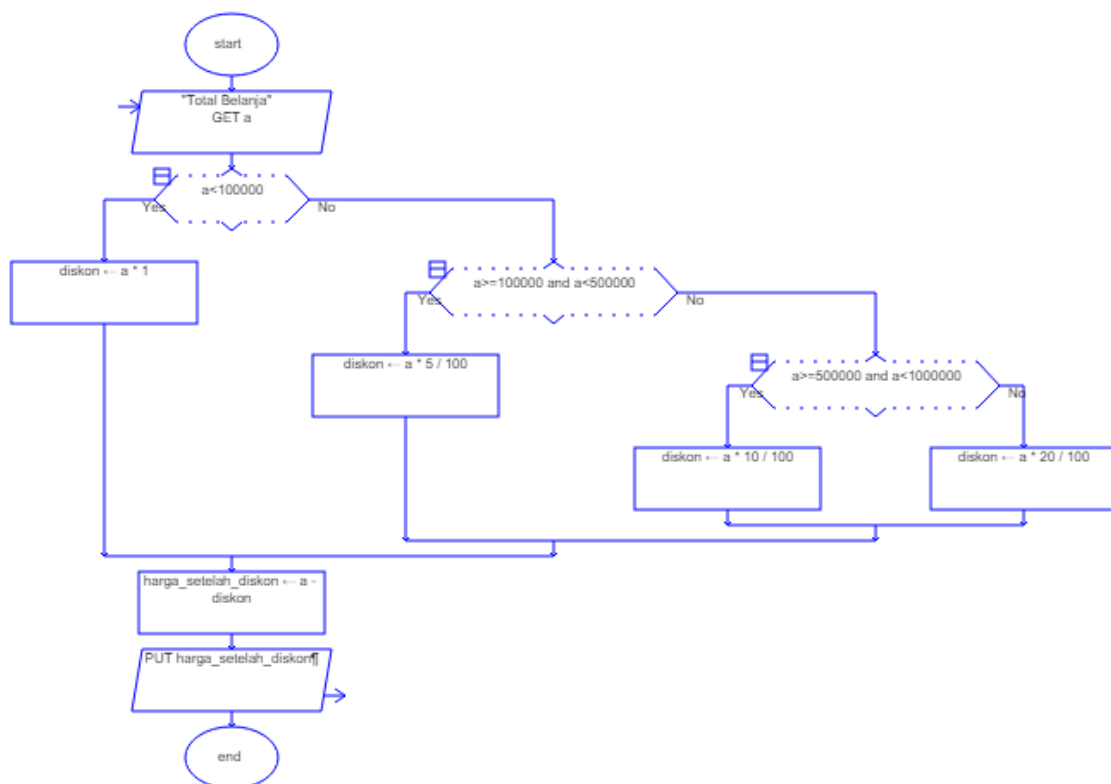 start
"Total Belanja"
GET a
a<100000
Yes
No
diskon ← a * 1
a>=100000 and a<500000
Yes
No
diskon ← a * 5 / 100
a>=500000 and a<1000000
Yes
No
diskon ← a * 10 / 100
diskon ← a * 20 / 100
harga_setelah_diskon ← a -
diskon
PUT harga_setelah_diskon¶
end